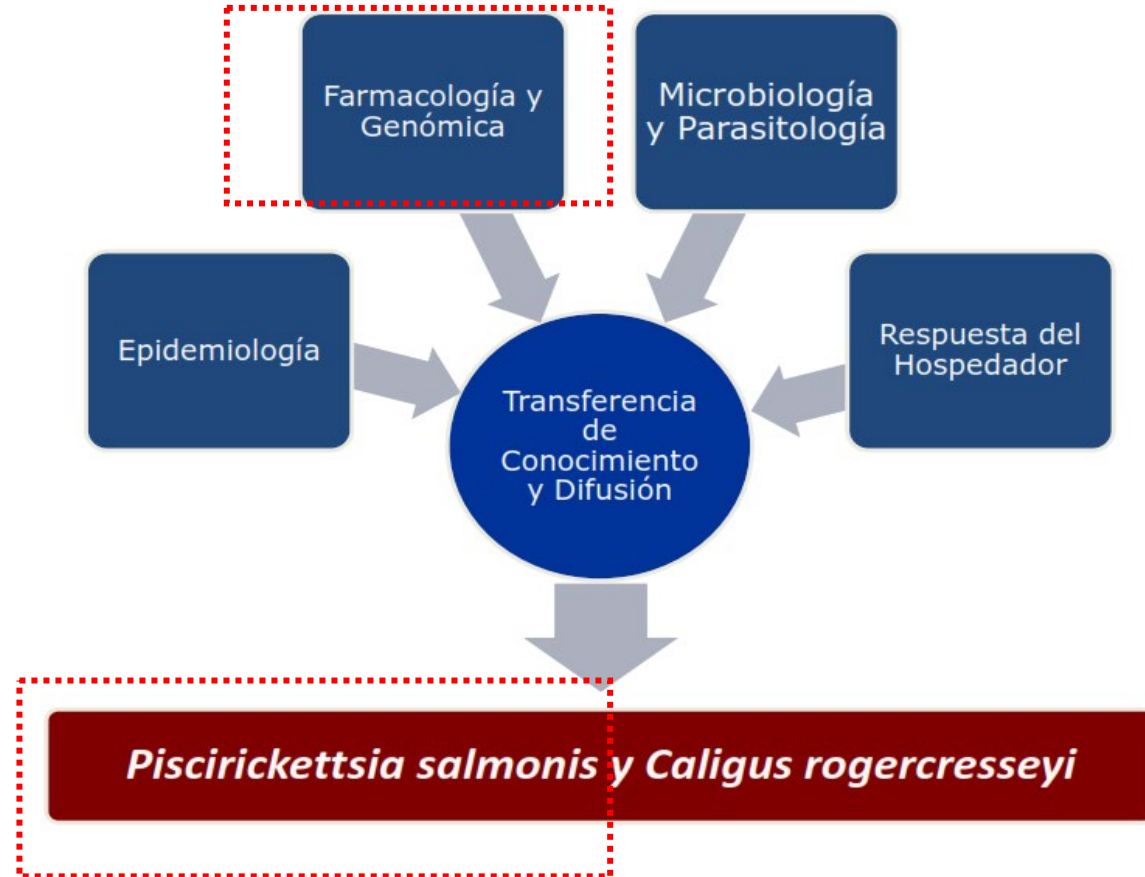 Farmacología y
Genómica
Microbiología
y Parasitología
Epidemiología
Respuesta del
Hospedador
Transferencia
de
Conocimiento
y Difusión
Piscirickettsia salmonis y Caligus rogercresseyi